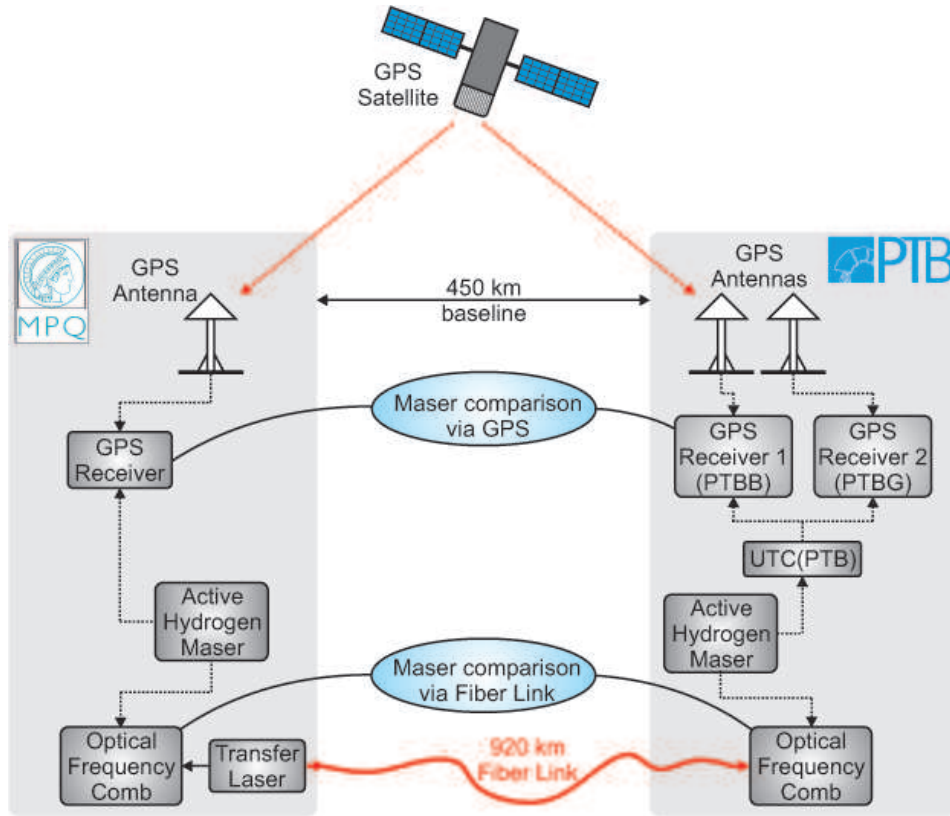 GPS
Satellite
MPQ
GPS
Antenna
450 km
baseline
GPS
Antennas
PTB
Maser comparison
via GPS
GPS
Receiver
GPS
Receiver 1
(PTBB)
GPS
Receiver 2
(PTBG)
UTC(PTB)
Active
Hydrogen
Maser
Active
Hydrogen
Maser
Maser comparison
via Fiber Link
Optical
Frequency
Comb
Transfer
Laser
920 km
Fiber Link
Optical
Frequency
Comb